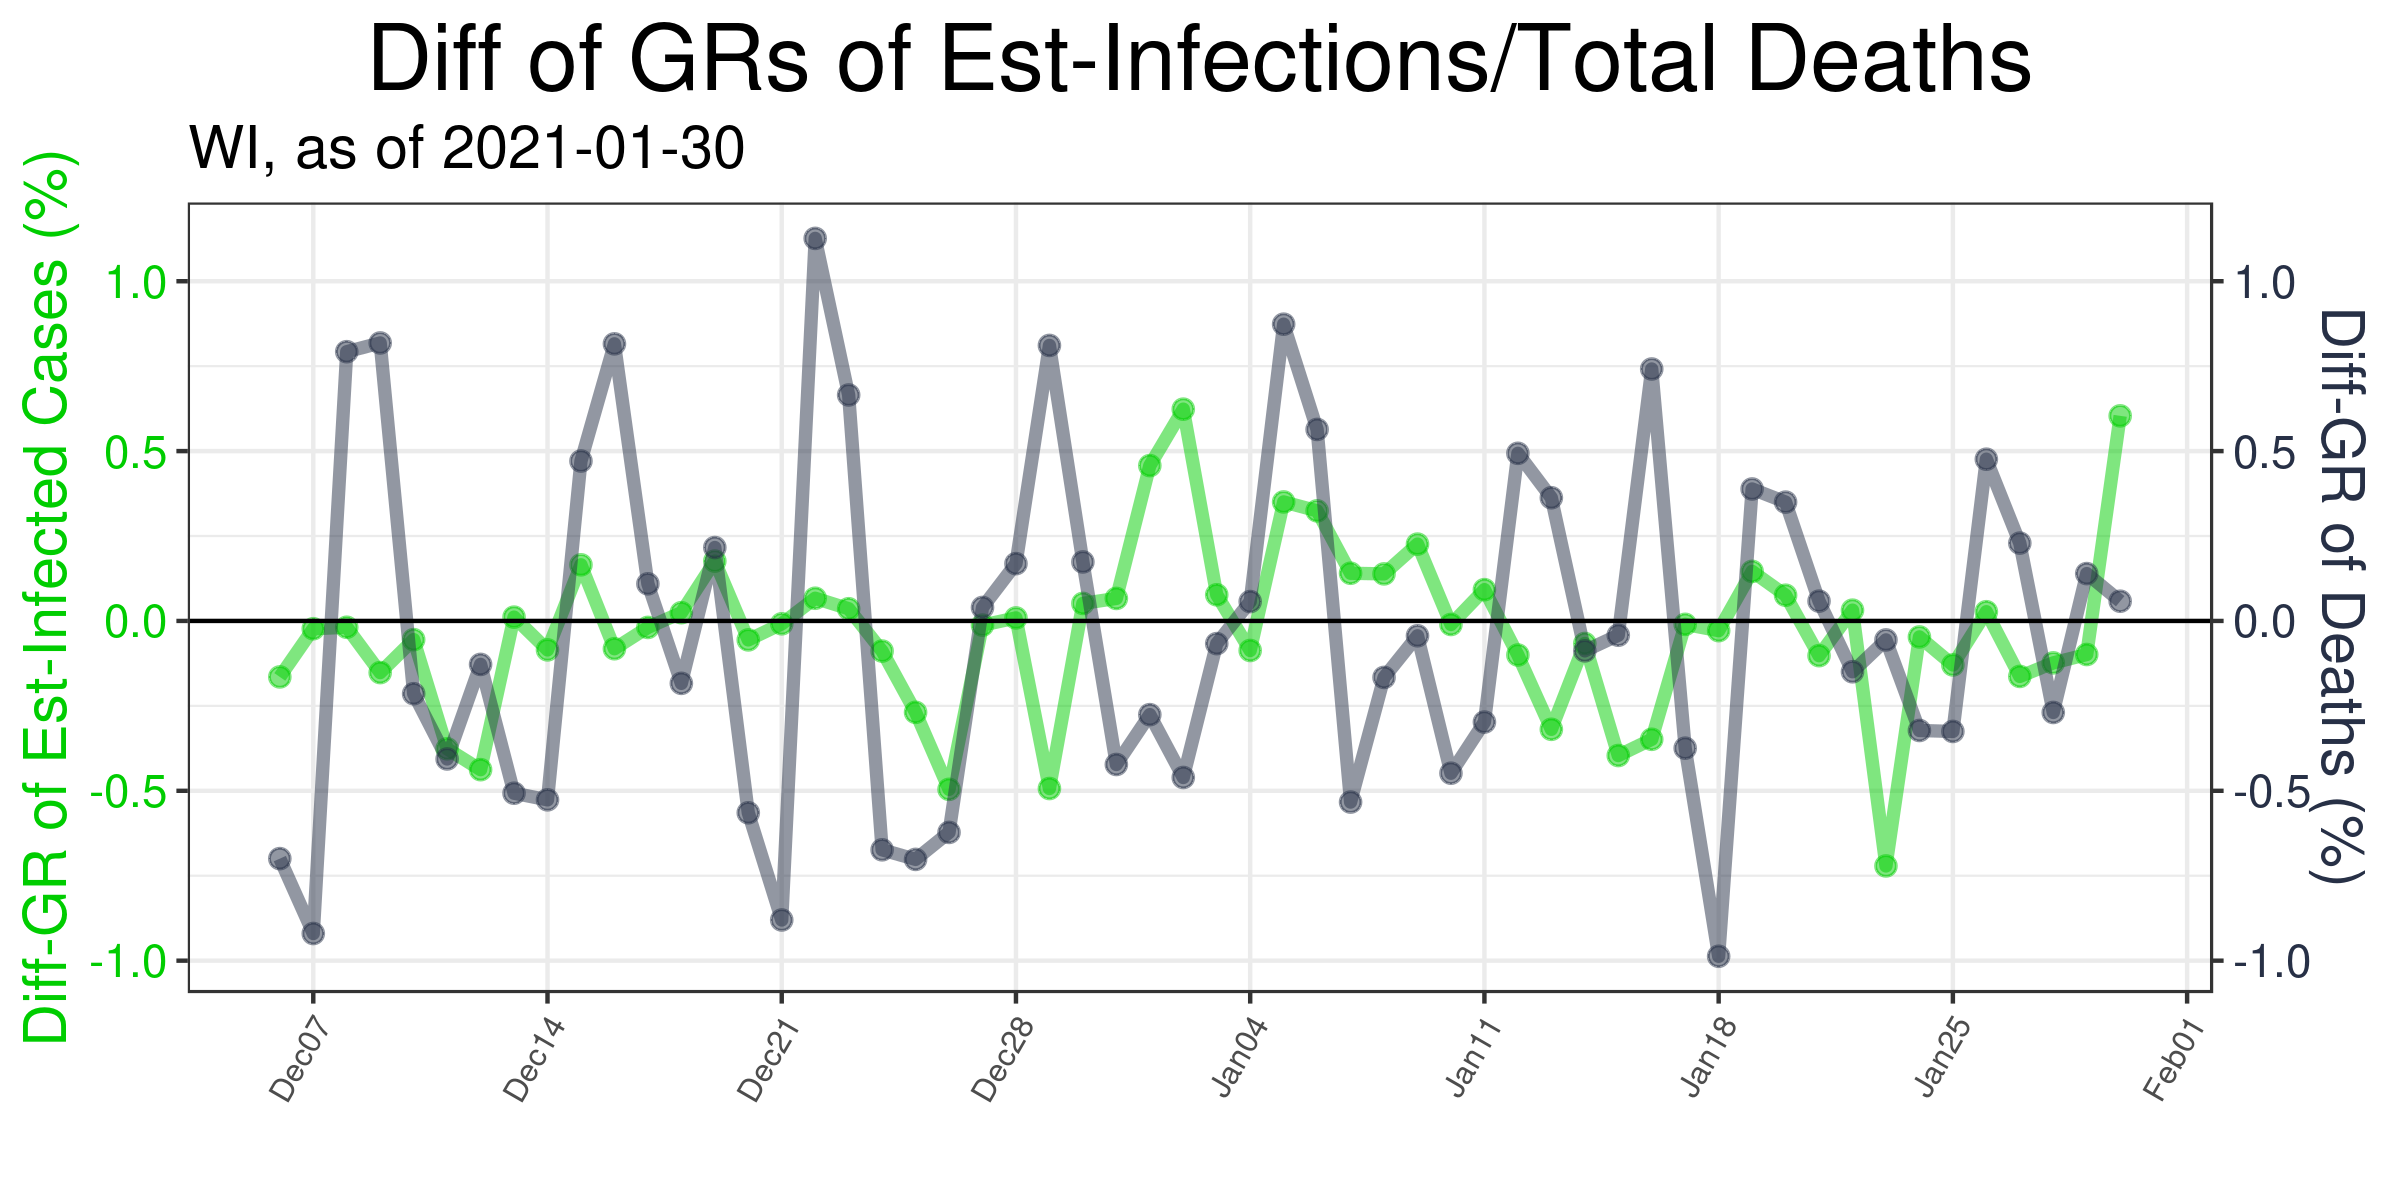 Diff of GRs of Est-Infections/Total Deaths
WI, as of 2021-01-30
Diff-GR of Est-Infected Cases (%)
1.0
0.5
0.0
-0.5
-1.0
1.0
0.5
0.0
-0.5
-1.0
Diff-GR of Deaths (%)
Dec07
Dec14
Dec21
Dec28
Jan04
Jan11
Jan18
Jan25
Feb01